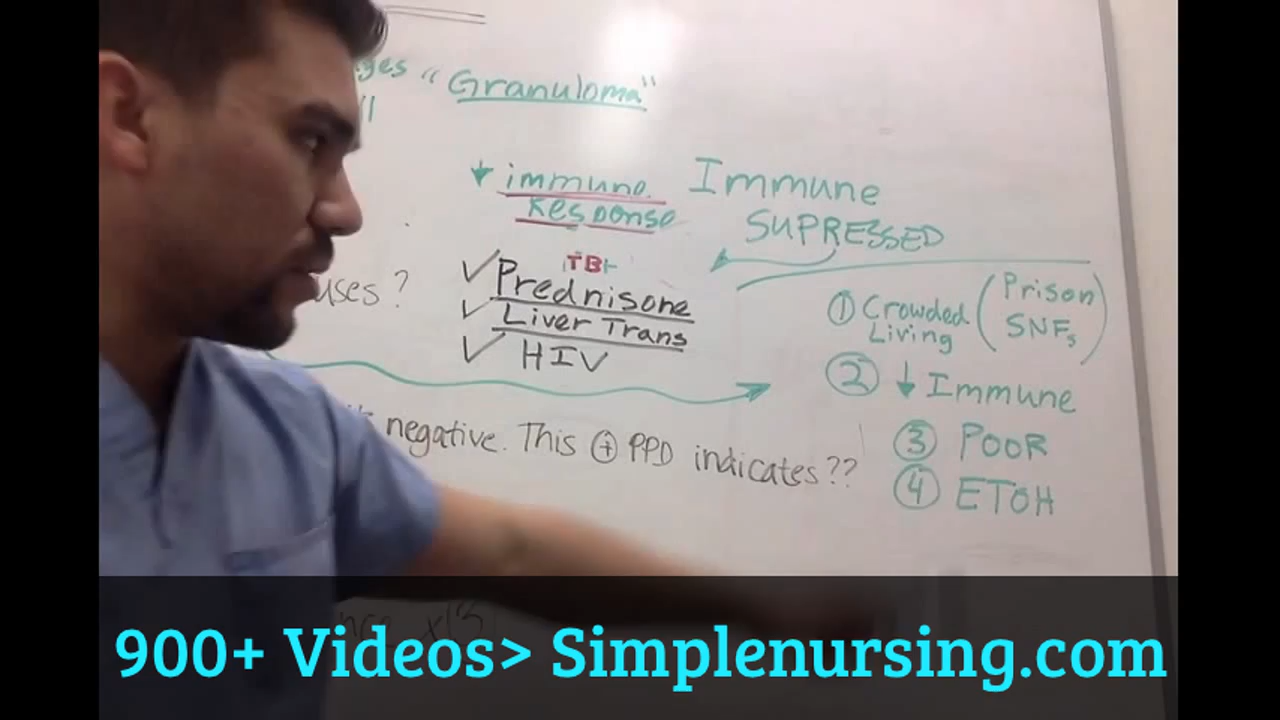 "Granuloma"
↓ immune Response
Immune
SUPRESSED
TB
✓ Prednisone
✓ Liver Trans
✓ HIV
uses ?
① Crowded Living (Prison SNFs)
② ↓ Immune
③ POOR
④ ETOH
negative. This ⊕ PPD indicates ??
900+ Videos> Simplenursing.com